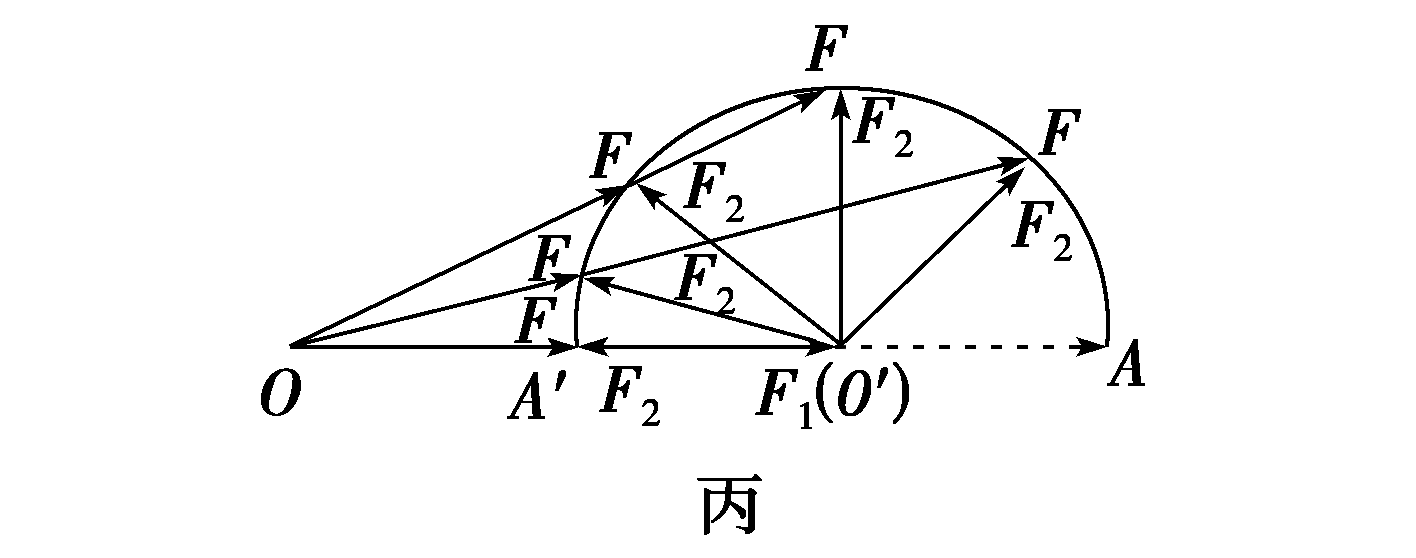 F
F F₂ F
F₂ F₂
F F₂
F
O A′ F₂ F₁(O′) A
丙